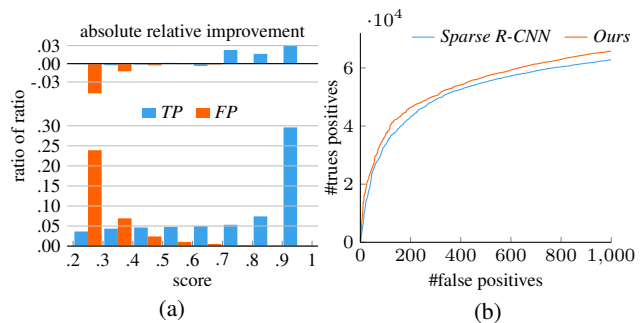 absolute relative improvement
.03
.00
-.03
TP FP
ratio of ratio
.30
.25
.20
.15
.10
.05
.00
.2 .3 .4 .5 .6 .7 .8 .9 1
score
(a)
·10⁴
Sparse R-CNN Ours
#trues positives
6
4
2
0
0 200 400 600 800 1,000
#false positives
(b)